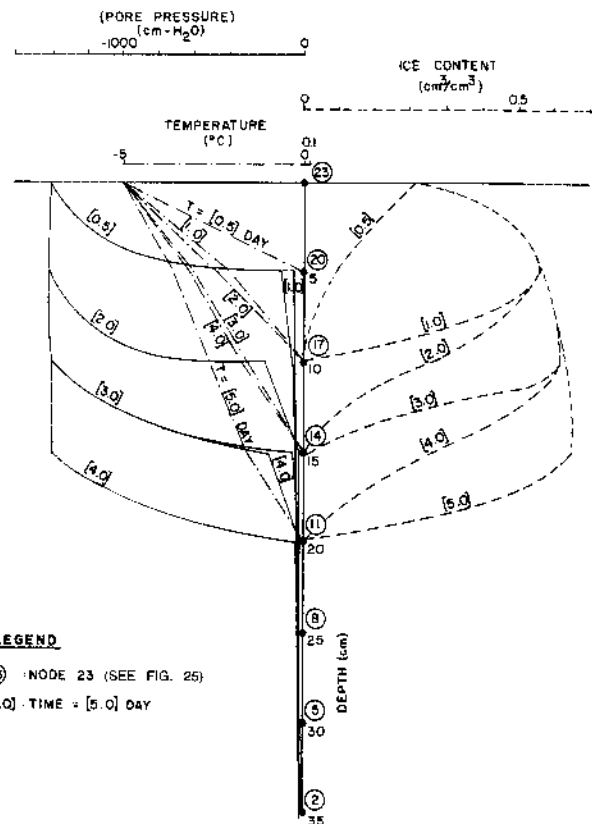 (PORE PRESSURE)
(cm-H2O)
-1000 0
ICE CONTENT
(cm3/cm3)
0 0.5
TEMPERATURE
(°C)
-5 0 0.1
23
[0.5]
T = [0.5] DAY
[1.0]
[0.5]
20
5
[1.0]
[2.0]
[2.0]
[3.0]
[4.0]
17
10
[1.0]
[2.0]
[3.0]
T = [5.0] DAY
[3.0]
14
15
[4.0]
[4.0]
[4.0]
[5.0]
11
20
8
25
DEPTH (cm)
5
30
2
35
LEGEND
: NODE 23 (SEE FIG. 25)
.0] : TIME = [5.0] DAY